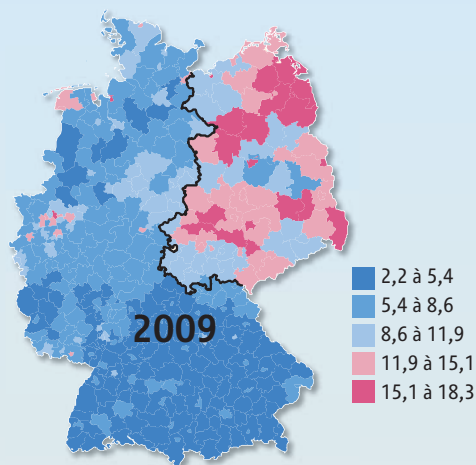 2009
2,2 à 5,4
5,4 à 8,6
8,6 à 11,9
11,9 à 15,1
15,1 à 18,3